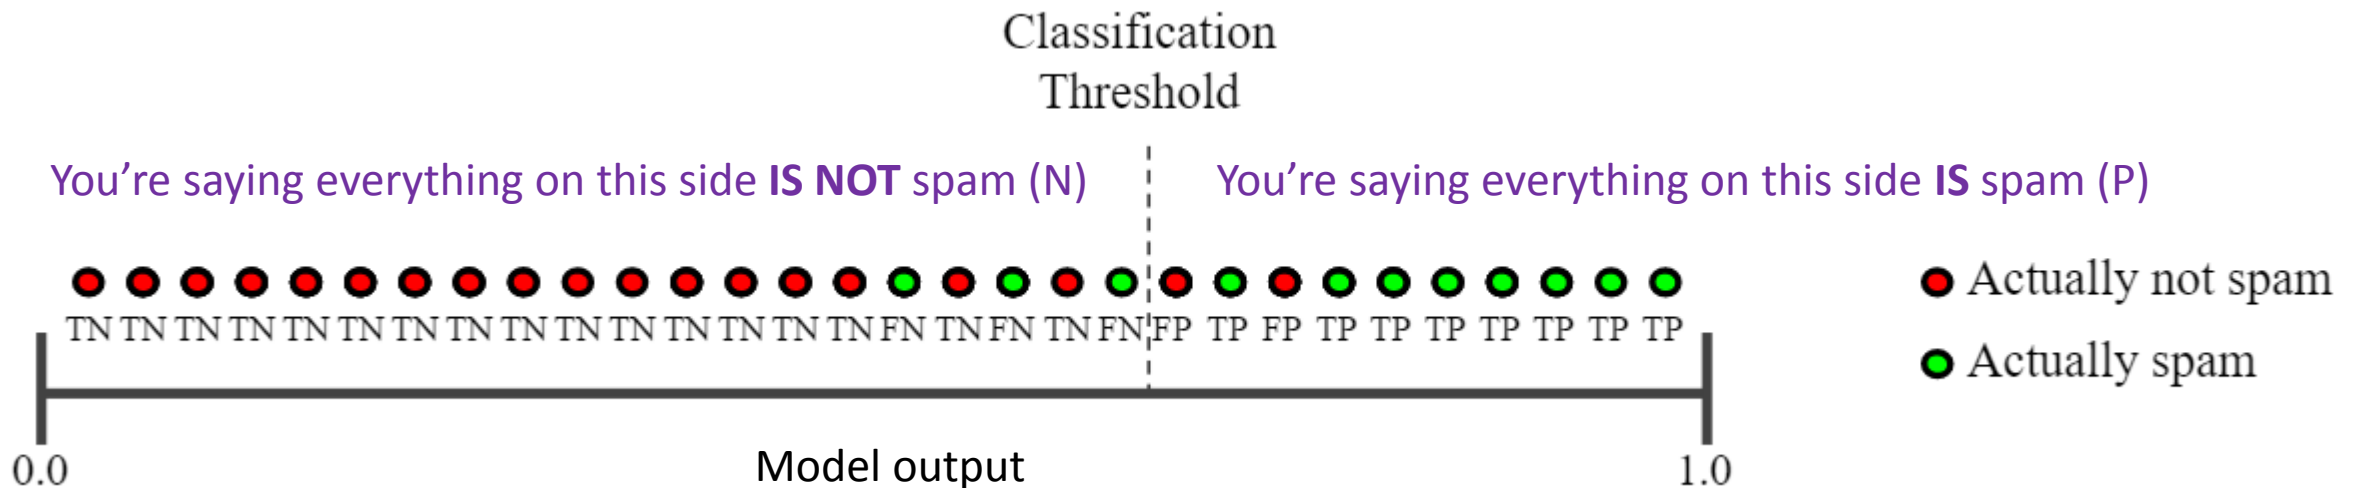 Classification
Threshold
You’re saying everything on this side IS NOT spam (N)
You’re saying everything on this side IS spam (P)
TN TN TN TN TN TN TN TN TN TN TN TN TN TN TN FN TN FN TN FN FP TP FP TP TP TP TP TP TP TP
Actually not spam
Actually spam
0.0
Model output
1.0